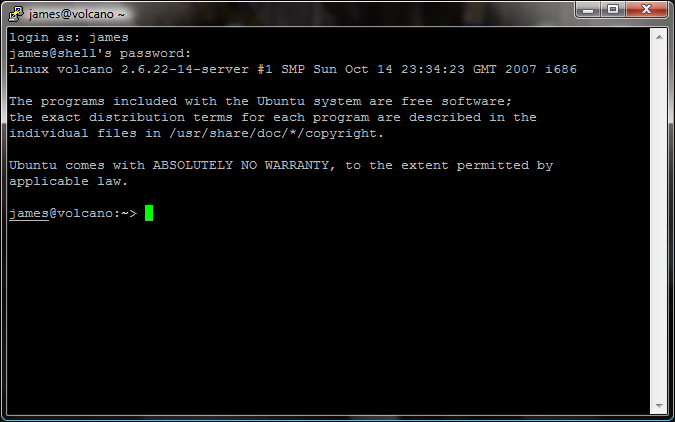 james@volcano ~
login as: james
james@shell's password:
Linux volcano 2.6.22-14-server #1 SMP Sun Oct 14 23:34:23 GMT 2007 i686
The programs included with the Ubuntu system are free software;
the exact distribution terms for each program are described in the
individual files in /usr/share/doc/*/copyright.
Ubuntu comes with ABSOLUTELY NO WARRANTY, to the extent permitted by
applicable law.
james@volcano:~>